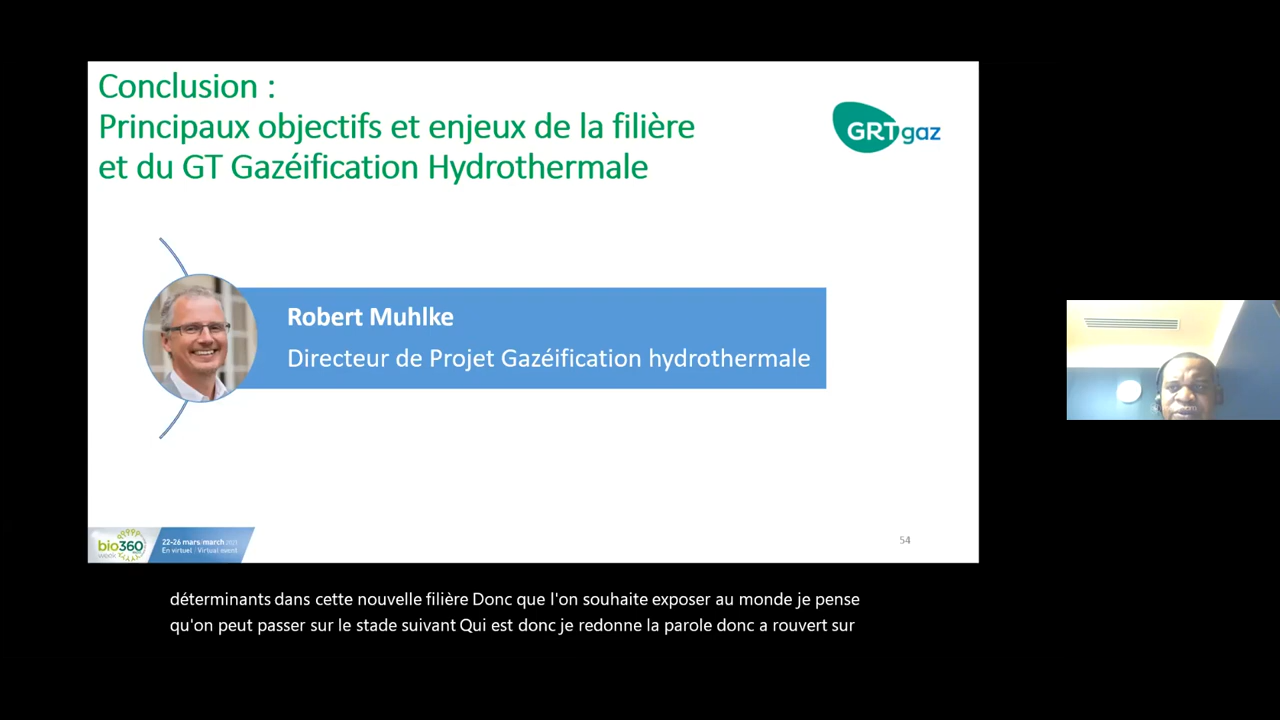 Conclusion :
Principaux objectifs et enjeux de la filière
et du GT Gazéification Hydrothermale
GRTgaz
Robert Muhlke
Directeur de Projet Gazéification hydrothermale
bio360
week
22-26 mars/march 2021
En virtuel / Virtual event
54
déterminants dans cette nouvelle filière Donc que l'on souhaite exposer au monde je pense
qu'on peut passer sur le stade suivant Qui est donc je redonne la parole donc a rouvert sur